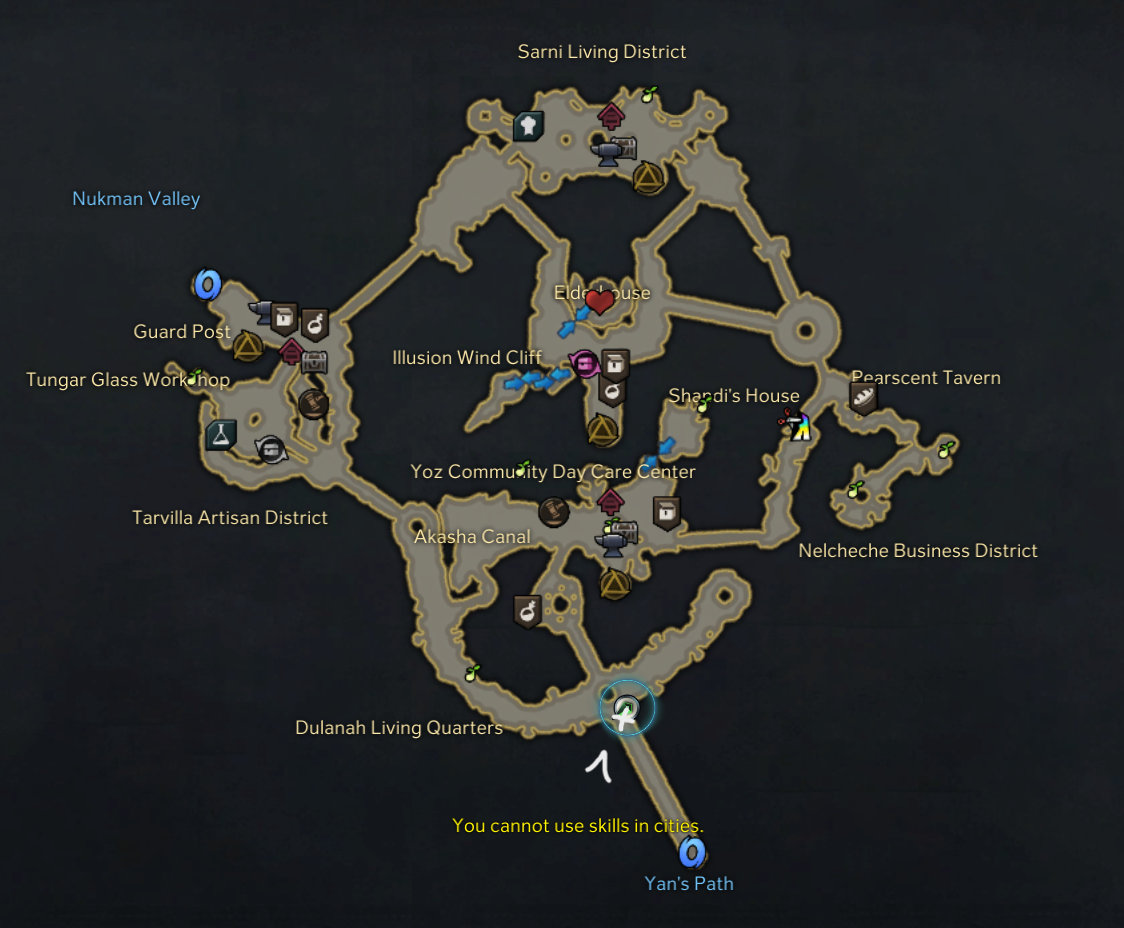 Sarni Living District
Nukman Valley
Elder House
Guard Post
Illusion Wind Cliff
Tungar Glass Workshop
Pearscent Tavern
Shandi's House
Yoz Community Day Care Center
Tarvilla Artisan District
Akasha Canal
Nelcheche Business District
Dulanah Living Quarters
1
You cannot use skills in cities.
Yan's Path